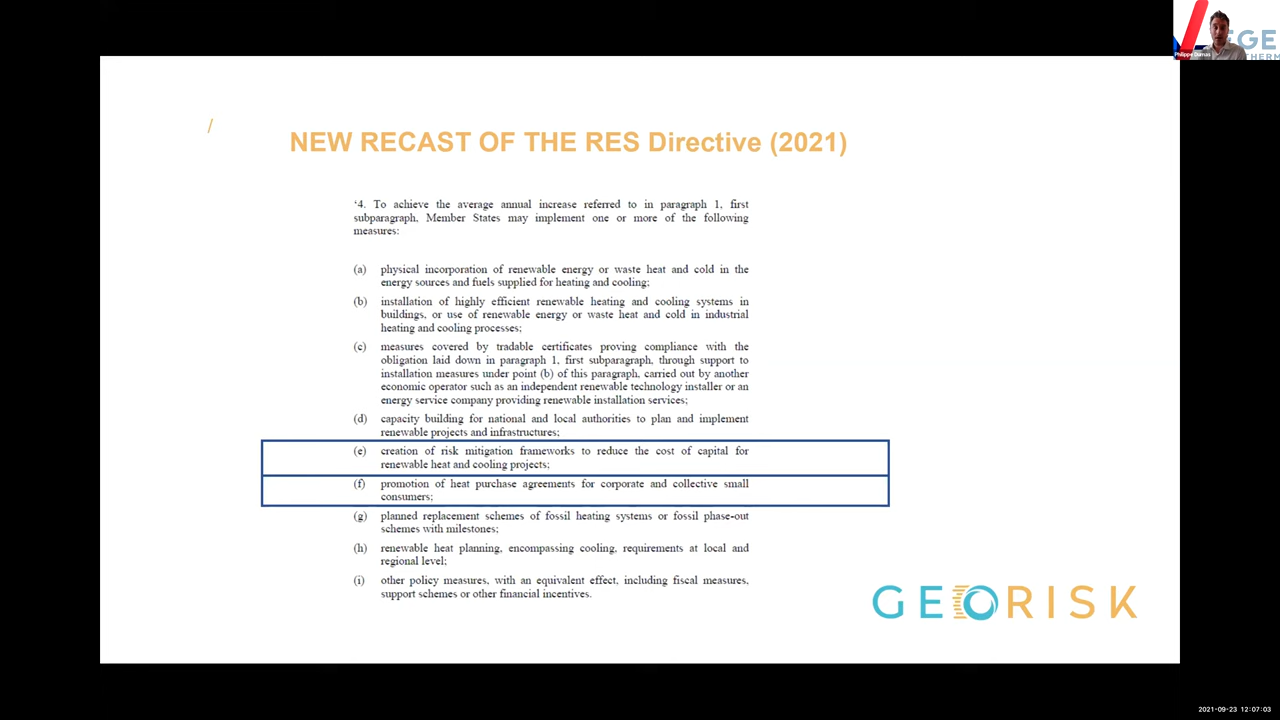 EGE
THERM
Philippe Dumas
/
NEW RECAST OF THE RES Directive (2021)
‘4. To achieve the average annual increase referred to in paragraph 1, first
subparagraph, Member States may implement one or more of the following
measures:
(a) physical incorporation of renewable energy or waste heat and cold in the
energy sources and fuels supplied for heating and cooling;
(b) installation of highly efficient renewable heating and cooling systems in
buildings, or use of renewable energy or waste heat and cold in industrial
heating and cooling processes;
(c) measures covered by tradable certificates proving compliance with the
obligation laid down in paragraph 1, first subparagraph, through support to
installation measures under point (b) of this paragraph, carried out by another
economic operator such as an independent renewable technology installer or an
energy service company providing renewable installation services;
(d) capacity building for national and local authorities to plan and implement
renewable projects and infrastructures;
(e) creation of risk mitigation frameworks to reduce the cost of capital for
renewable heat and cooling projects;
(f) promotion of heat purchase agreements for corporate and collective small
consumers;
(g) planned replacement schemes of fossil heating systems or fossil phase-out
schemes with milestones;
(h) renewable heat planning, encompassing cooling, requirements at local and
regional level;
(i) other policy measures, with an equivalent effect, including fiscal measures,
support schemes or other financial incentives.
GEORISK
2021-09-23 12:07:03